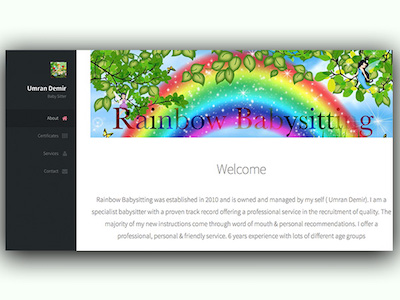 Umran Demir
Baby Sitter
About
Certificates
Services
Contact
Rainbow Babysitting
Welcome
Rainbow Babysitting was established in 2010 and is owned and managed by my self ( Umran Demir). I am a
specialist babysitter with a proven track record offering a professional service in the recruitment of quality. The
majority of my new instructions come through word of mouth & personal recommendations. I offer a
professional, personal & friendly service. 6 years experience with lots of different age groups